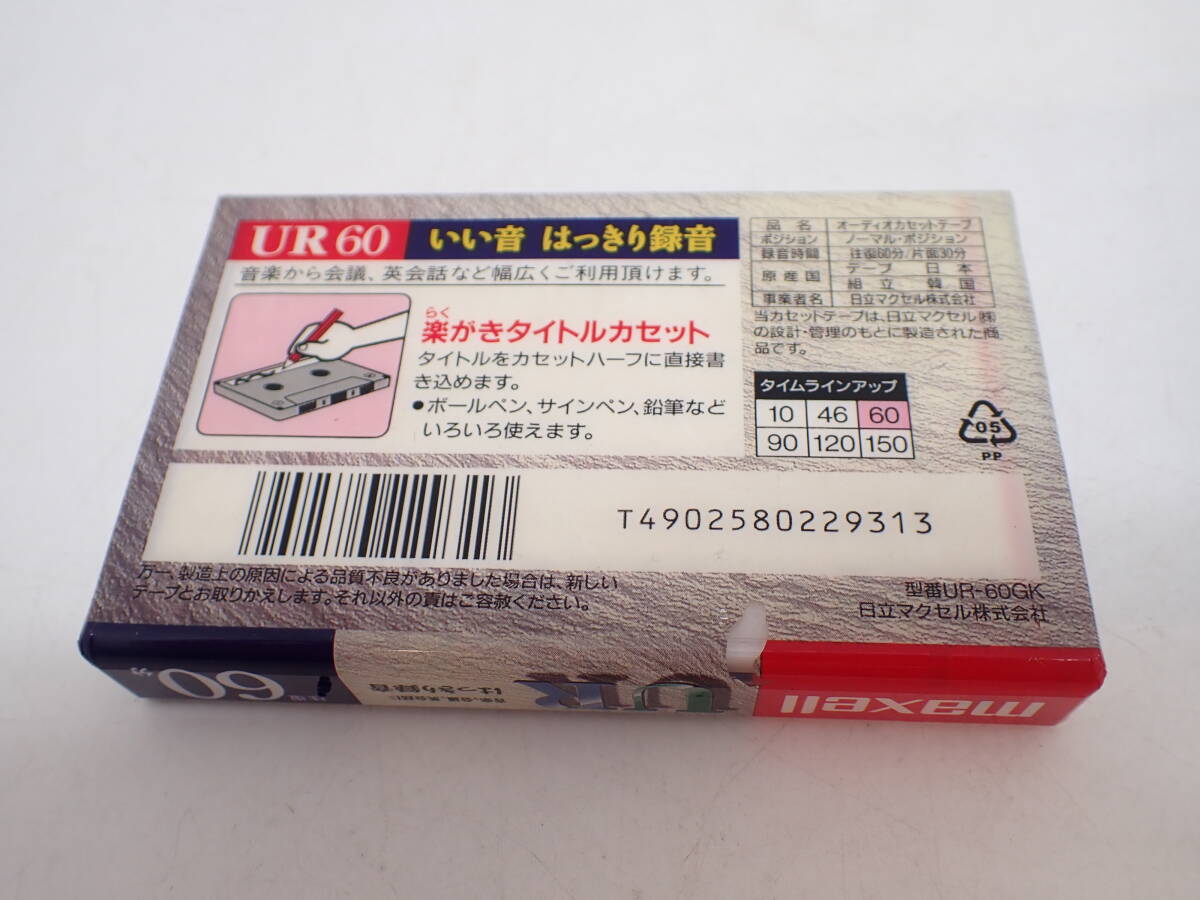 UR 60
いい音 はっきり録音
音楽から会議、英会話など幅広くご利用頂けます。
らく
楽がきタイトルカセット
タイトルをカセットハーフに直接書
き込めます。
●ボールペン、サインペン、鉛筆など
いろいろ使えます。
品名 オーディオカセットテープ
ポジション ノーマル・ポジション
録音時間 往復60分/片面30分
原産国 テープ 日本
組立 韓国
事業者名 日立マクセル株式会社
当カセットテープは、日立マクセル㈱
の設計・管理のもとに製造された商
品です。
タイムラインアップ
10 46 60
90 120 150
05
PP
T4902580229313
万一、製造上の原因による品質不良がありました場合は、新しい
テープとお取りかえします。それ以外の責はご容赦ください。
型番UR-60GK
日立マクセル株式会社
maxell
UR
はっきり録音
60分